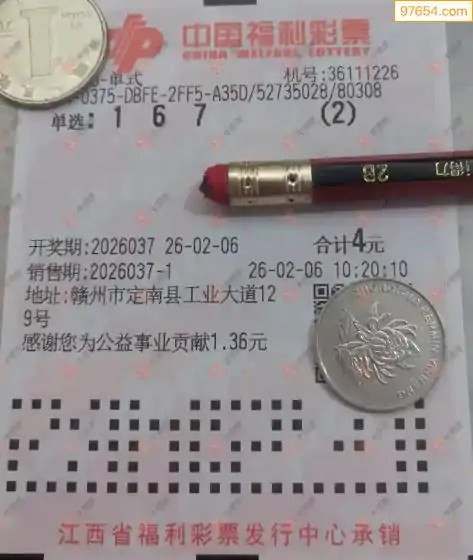 97654.com
1
中国福利彩票
CHINA WELFARE LOTTERY
单式
机号:36111226
0375-DBFE-2FF5-A35D/52735028/80308
单选: 1 6 7 (2)
2B 得力
开奖期:2026037 26-02-06 合计4元
销售期:2026037-1 26-02-06 10:20:10
地址:赣州市定南县工业大道12
9号
感谢您为公益事业贡献1.36元
江西省福利彩票发行中心承销